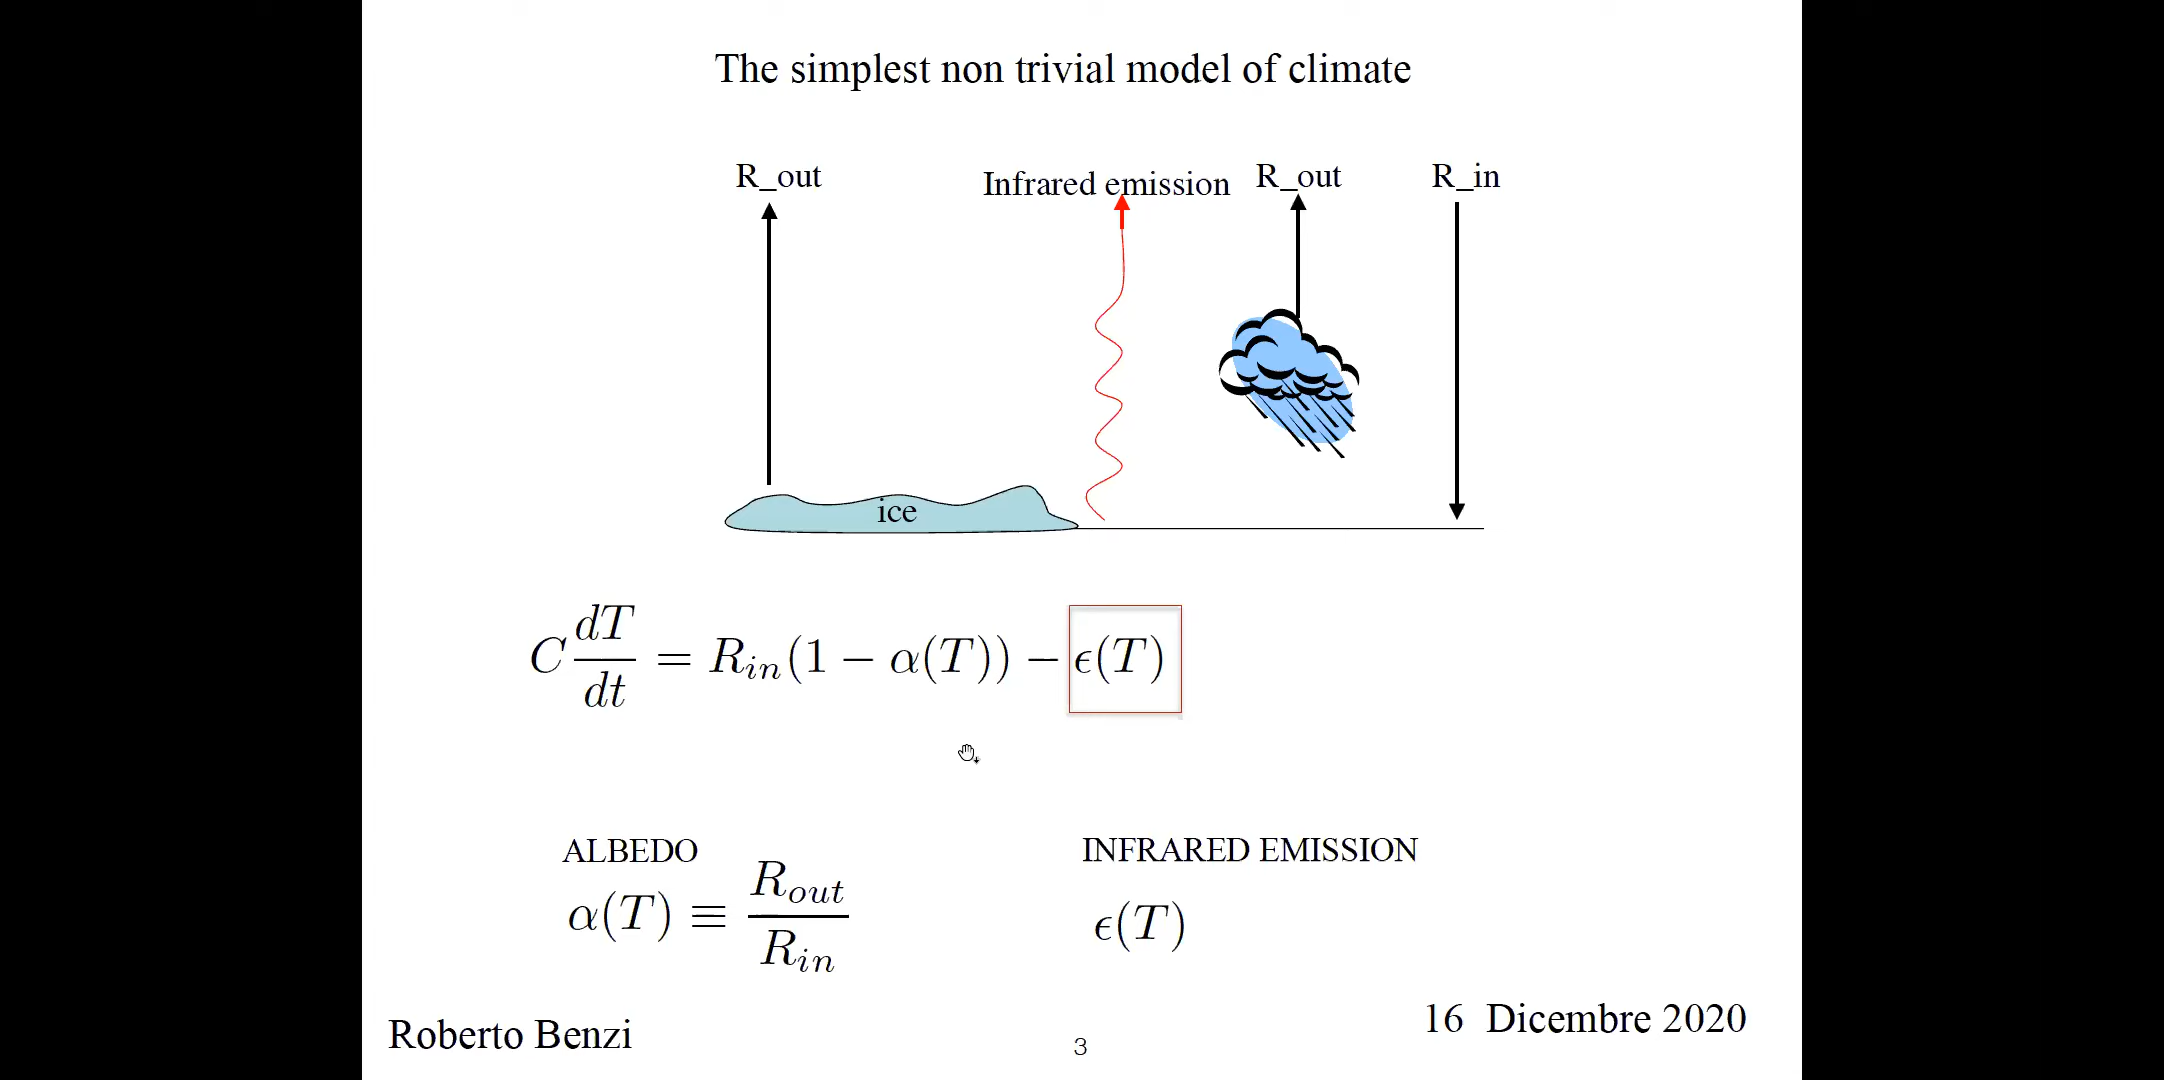 The simplest non trivial model of climate
R_out
Infrared emission
R_out
R_in
ice
C dT/dt = R_in(1 − α(T)) − ϵ(T)
ALBEDO
α(T) ≡ R_out/R_in
INFRARED EMISSION
ϵ(T)
Roberto Benzi
3
16 Dicembre 2020